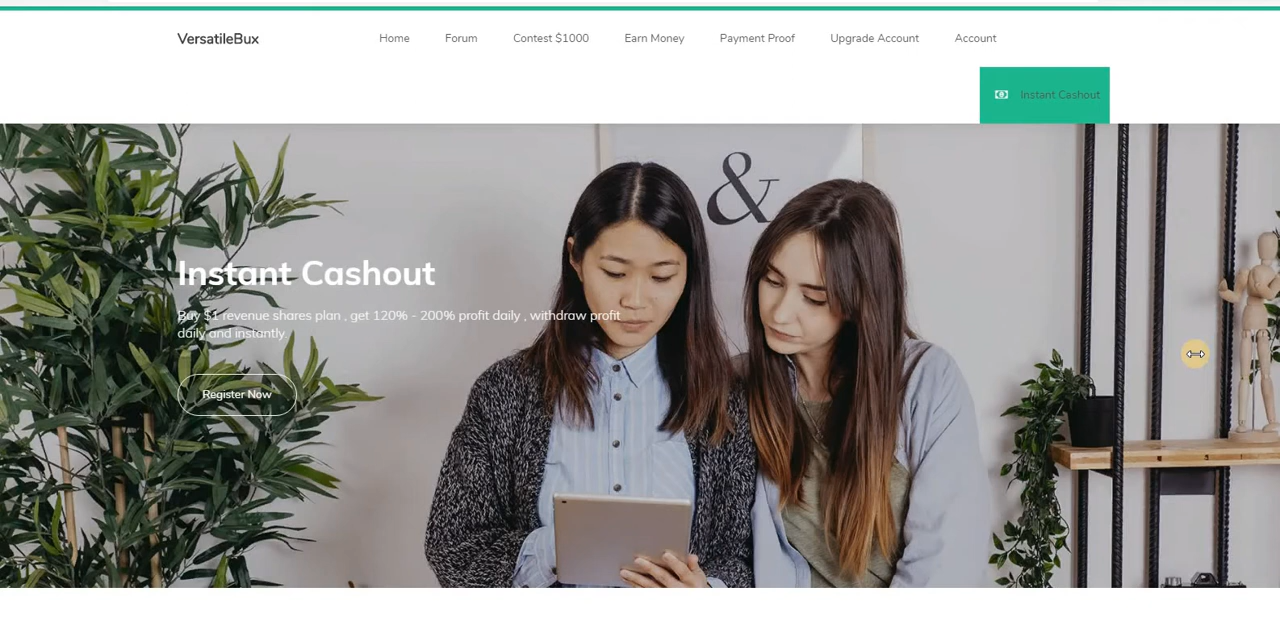 VersatileBux
Home Forum Contest $1000 Earn Money Payment Proof Upgrade Account Account
Instant Cashout
&
Instant Cashout
Buy $1 revenue shares plan , get 120% - 200% profit daily , withdraw profit
daily and instantly.
Register Now